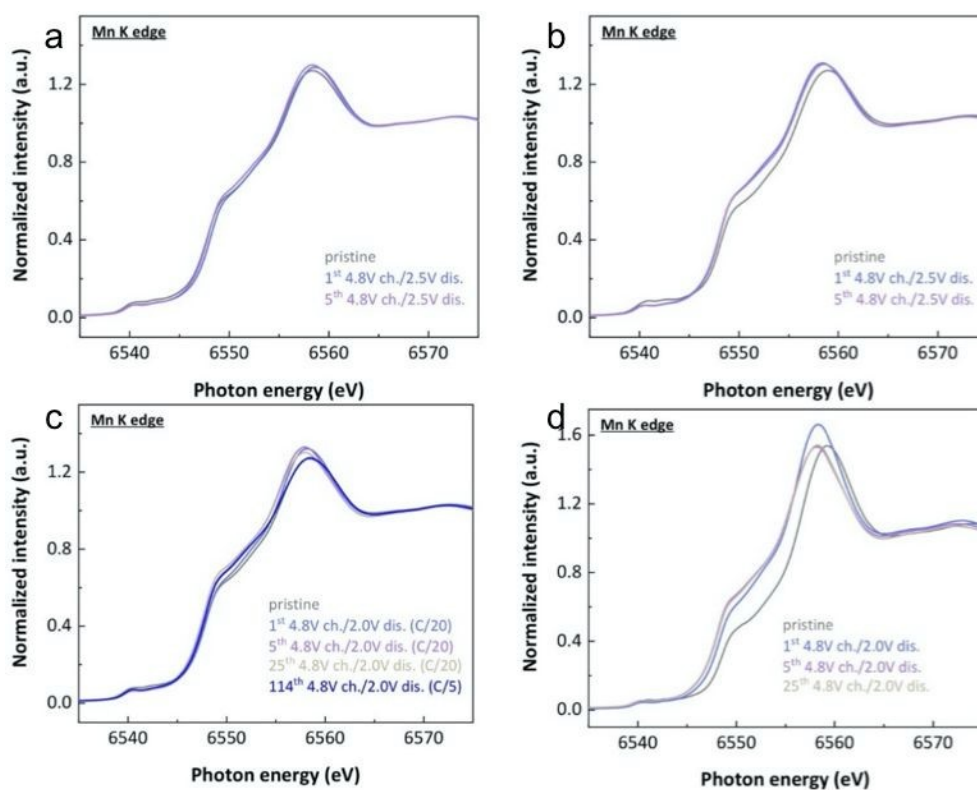 a
Mn K edge
Normalized intensity (a.u.)
1.2
0.8
0.4
0.0
pristine
1st 4.8V ch./2.5V dis.
5th 4.8V ch./2.5V dis.
6540 6550 6560 6570
Photon energy (eV)
b
Mn K edge
Normalized intensity (a.u.)
1.2
0.8
0.4
0.0
pristine
1st 4.8V ch./2.5V dis.
5th 4.8V ch./2.5V dis.
6540 6550 6560 6570
Photon energy (eV)
c
Mn K edge
Normalized intensity (a.u.)
1.2
0.8
0.4
0.0
pristine
1st 4.8V ch./2.0V dis. (C/20)
5th 4.8V ch./2.0V dis. (C/20)
25th 4.8V ch./2.0V dis. (C/20)
114th 4.8V ch./2.0V dis. (C/5)
6540 6550 6560 6570
Photon energy (eV)
d
Mn K edge
Normalized intensity (a.u.)
1.6
1.2
0.8
0.4
0.0
pristine
1st 4.8V ch./2.0V dis.
5th 4.8V ch./2.0V dis.
25th 4.8V ch./2.0V dis.
6540 6550 6560 6570
Photon energy (eV)